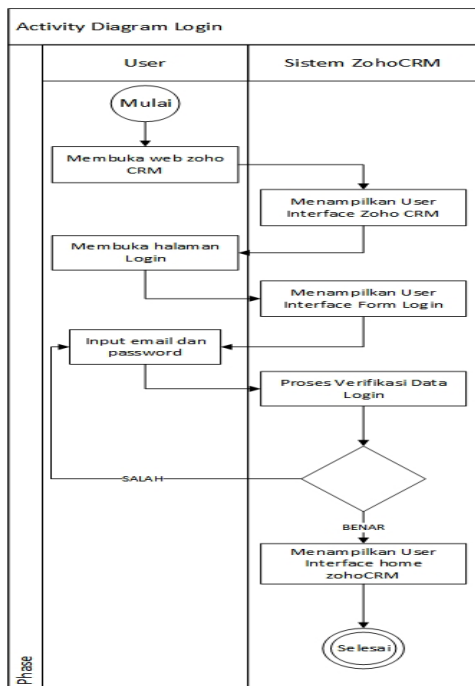 Activity Diagram Login
User
Sistem ZohoCRM
Mulai
Membuka web zoho
CRM
Menampilkan User
Interface Zoho CRM
Membuka halaman
Login
Menampilkan User
Interface Form Login
Input email dan
password
Proses Verifikasi Data
Login
SALAH
BENAR
Menampilkan User
Interface home
zohoCRM
Selesai
Phase